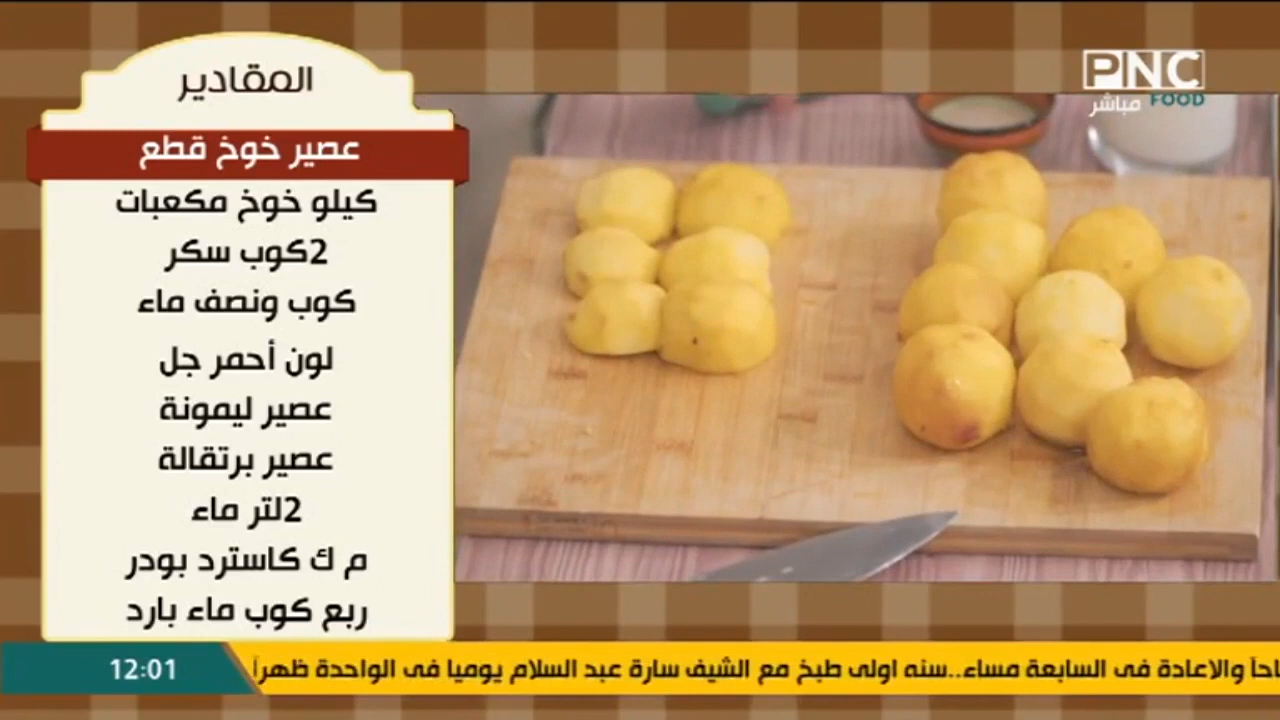 المقادير
عصير خوخ قطع
كيلو خوخ مكعبات
2كوب سكر
كوب ونصف ماء
لون أحمر جل
عصير ليمونة
عصير برتقالة
2لتر ماء
م ك كاسترد بودر
ربع كوب ماء بارد
PNC
FOOD
مباشر
والاعادة فى السابعة مساء..سنه اولى طبخ مع الشيف سارة عبد السلام يوميا فى الواحدة ظهراً
12:01